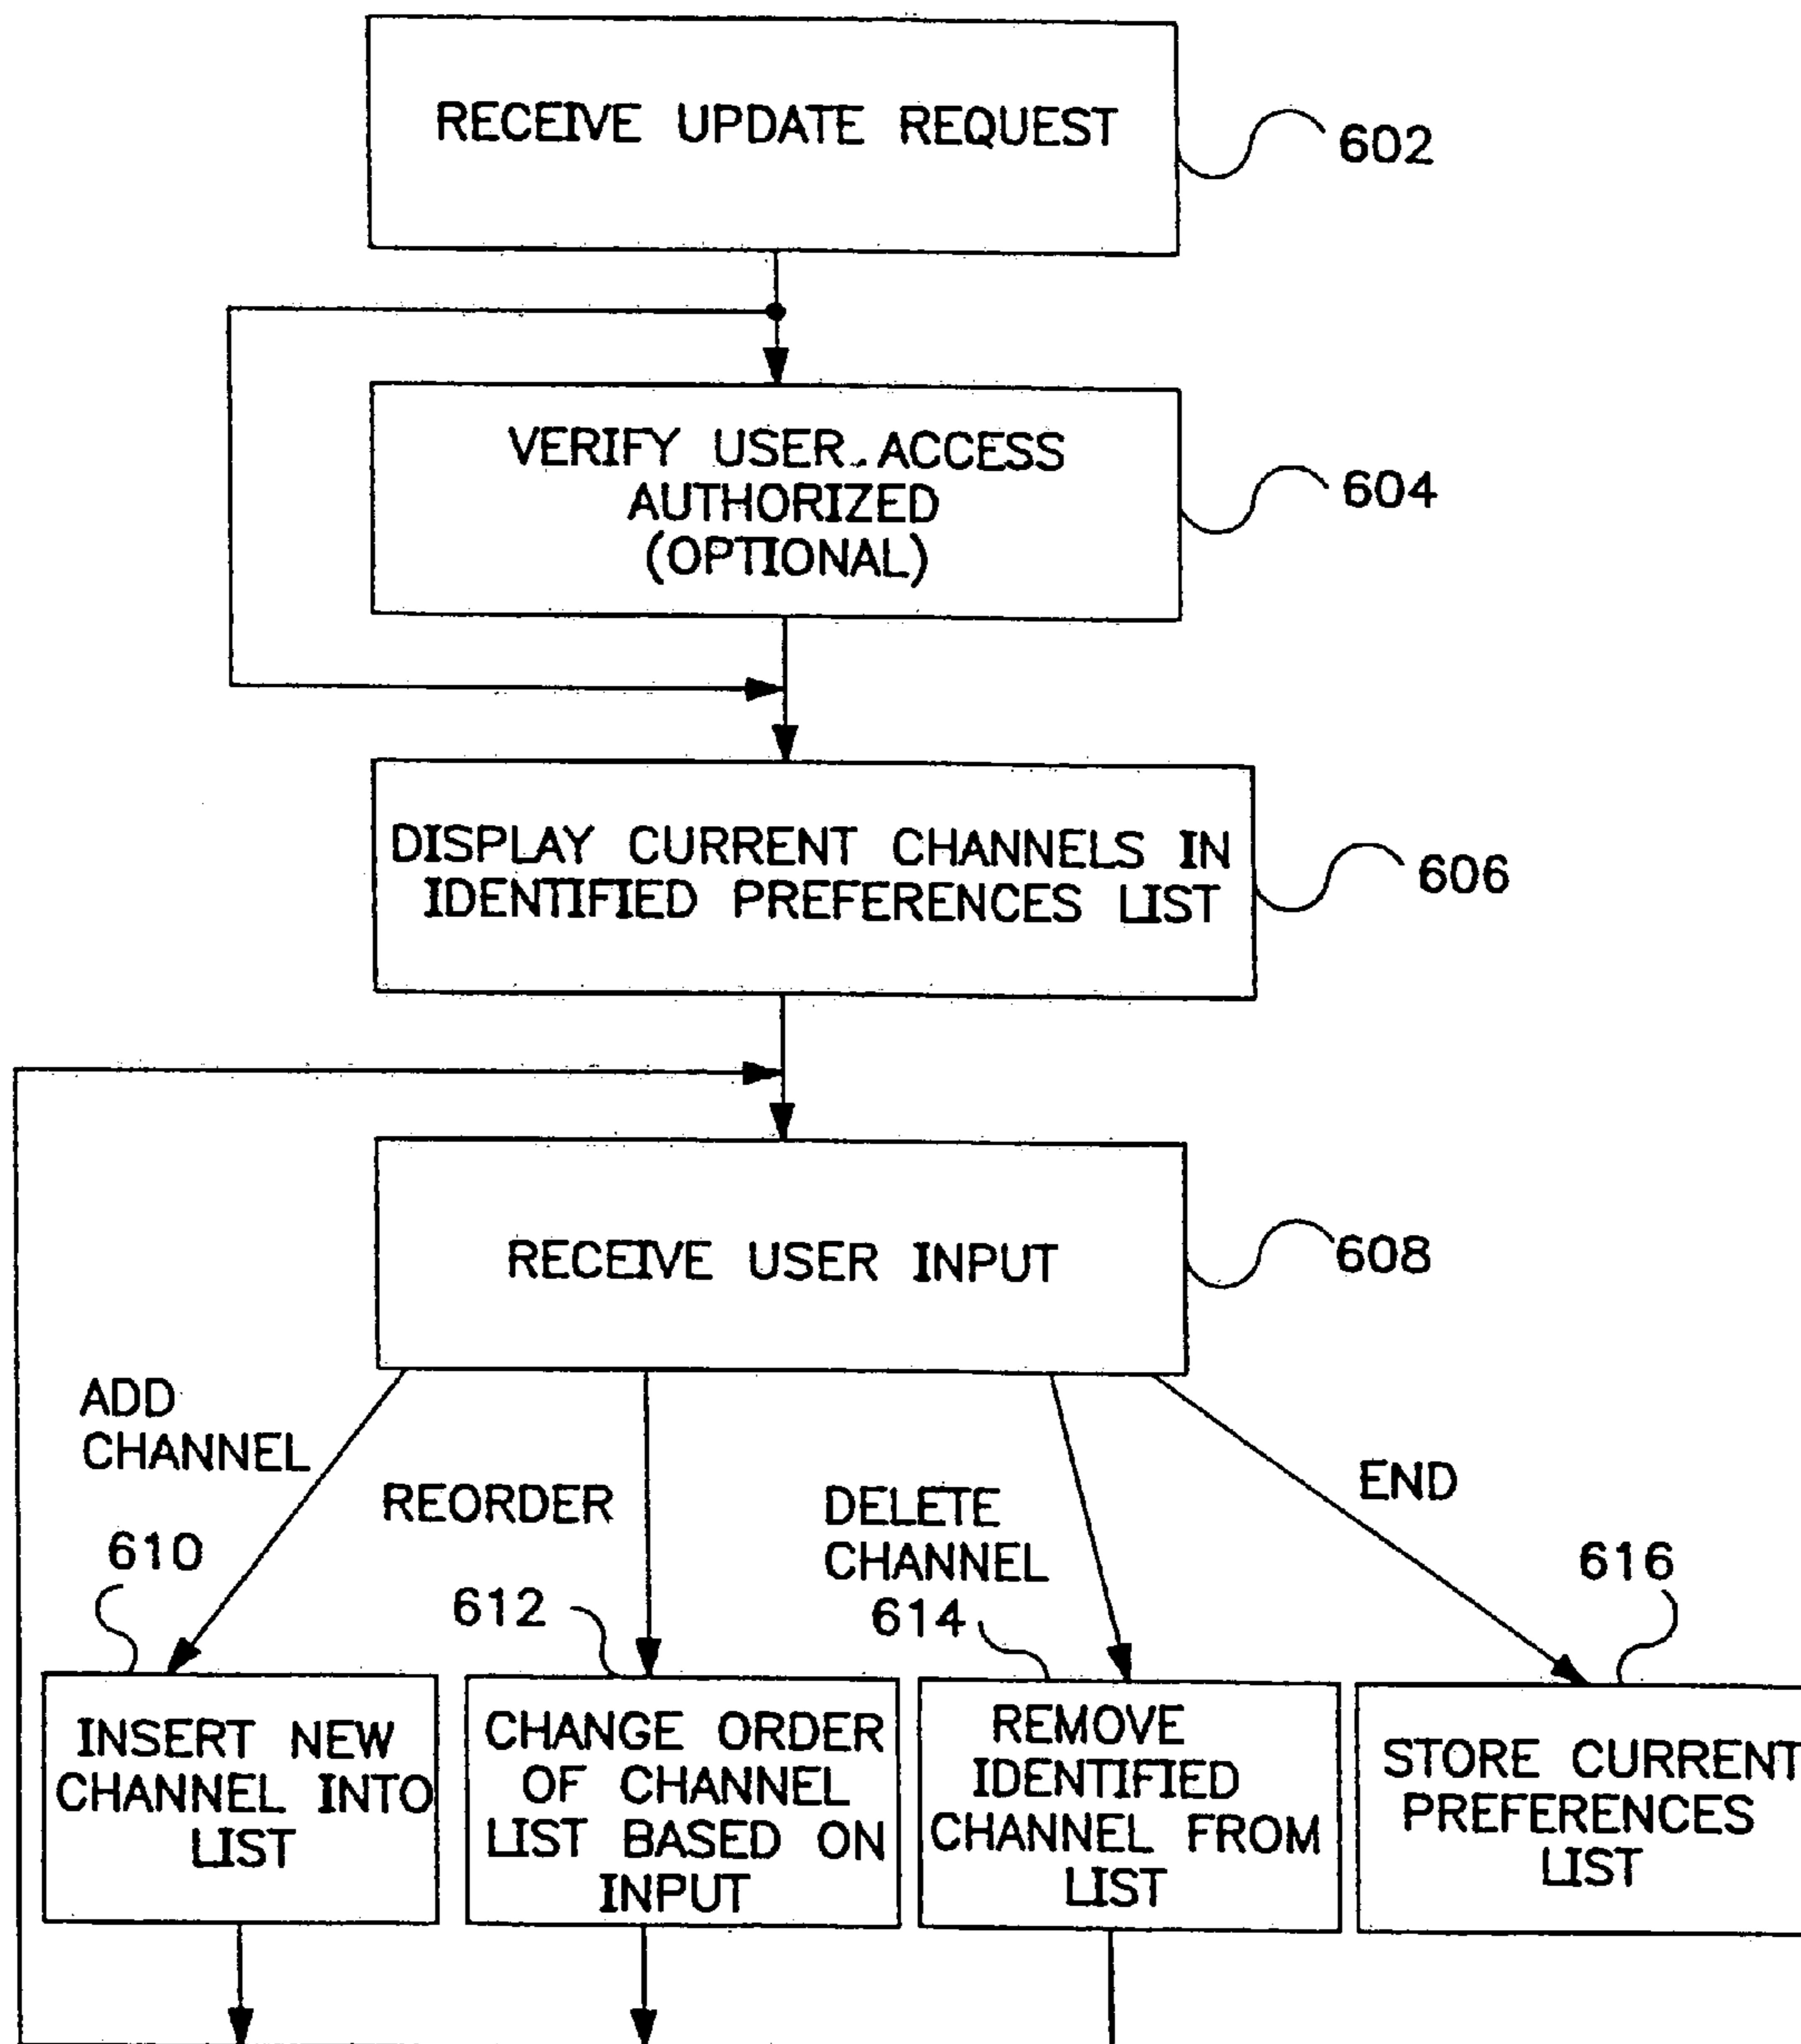 RECEIVE UPDATE REQUEST
602
VERIFY USER ACCESS
AUTHORIZED
(OPTIONAL)
604
DISPLAY CURRENT CHANNELS IN
IDENTIFIED PREFERENCES LIST
606
RECEIVE USER INPUT
608
ADD
CHANNEL
REORDER
DELETE
CHANNEL
END
610
612
614
616
INSERT NEW
CHANNEL INTO
LIST
CHANGE ORDER
OF CHANNEL
LIST BASED ON
INPUT
REMOVE
IDENTIFIED
CHANNEL FROM
LIST
STORE CURRENT
PREFERENCES
LIST